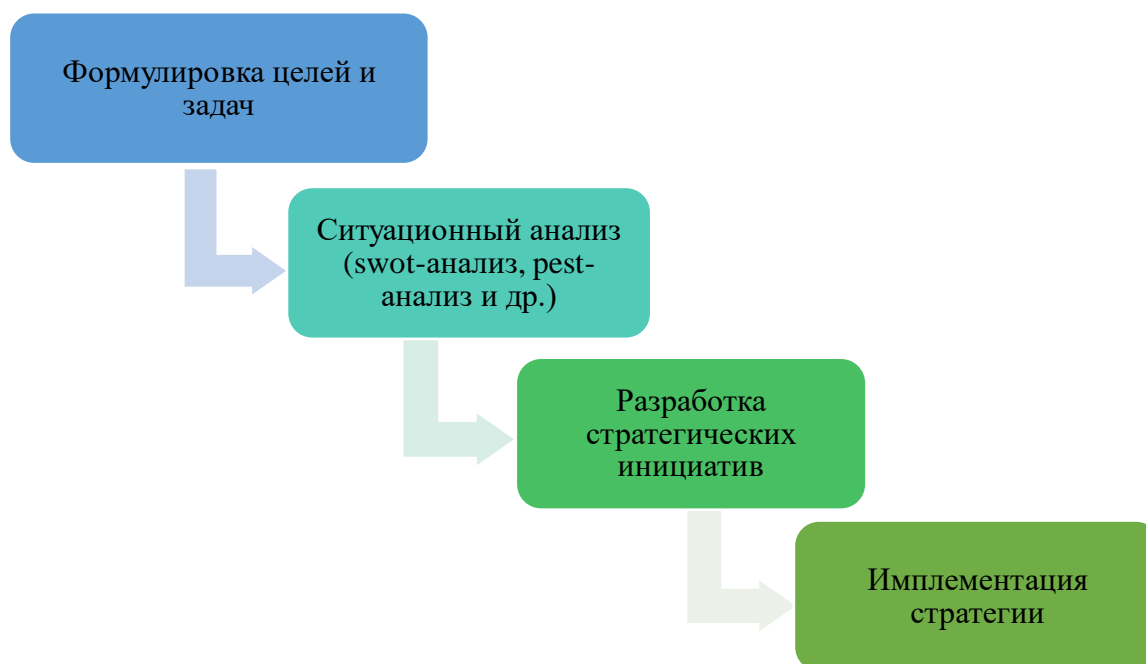 Формулировка целей и
задач
Ситуационный анализ
(swot-анализ, pest-
анализ и др.)
Разработка
стратегических
инициатив
Имплементация
стратегии